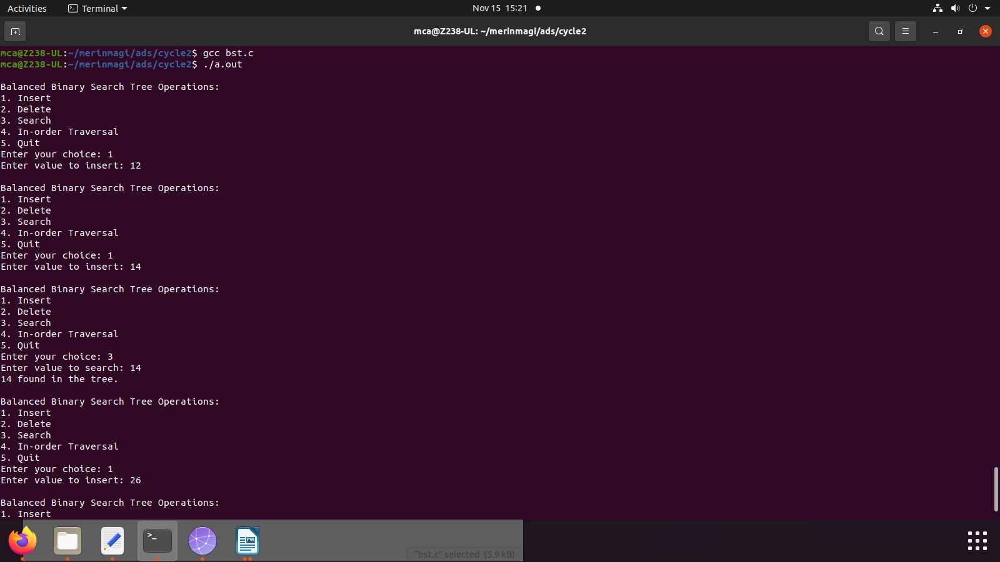 Activities Terminal Nov 15 15:21
mca@Z238-UL: ~/merinmagi/ads/cycle2
mca@Z238-UL:~/merinmagi/ads/cycle2$ gcc bst.c
mca@Z238-UL:~/merinmagi/ads/cycle2$ ./a.out
Balanced Binary Search Tree Operations:
1. Insert
2. Delete
3. Search
4. In-order Traversal
5. Quit
Enter your choice: 1
Enter value to insert: 12
Balanced Binary Search Tree Operations:
1. Insert
2. Delete
3. Search
4. In-order Traversal
5. Quit
Enter your choice: 1
Enter value to insert: 14
Balanced Binary Search Tree Operations:
1. Insert
2. Delete
3. Search
4. In-order Traversal
5. Quit
Enter your choice: 3
Enter value to search: 14
14 found in the tree.
Balanced Binary Search Tree Operations:
1. Insert
2. Delete
3. Search
4. In-order Traversal
5. Quit
Enter your choice: 1
Enter value to insert: 26
Balanced Binary Search Tree Operations:
1. Insert
>_
"bst.c" selected (5.9 kB)